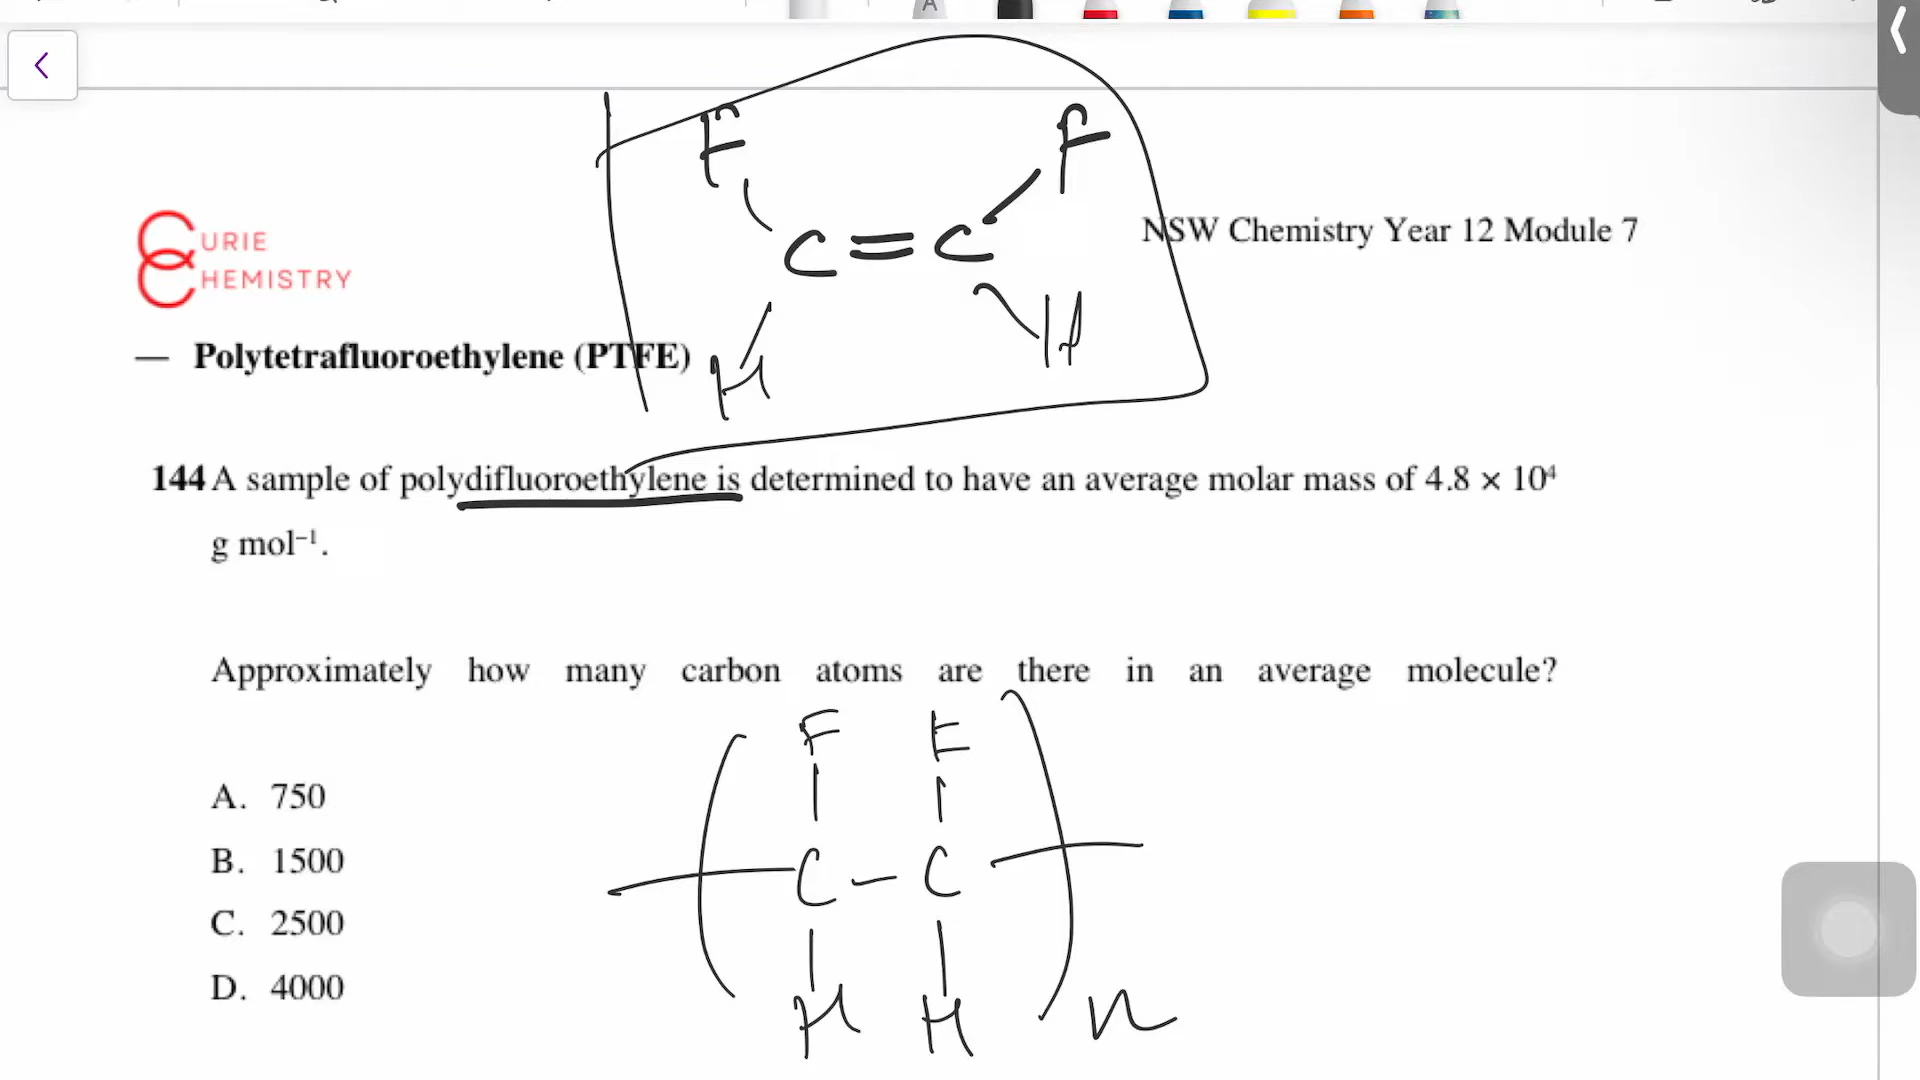 A
F F
C = C
H H
CURIE
CHEMISTRY
NSW Chemistry Year 12 Module 7
— Polytetrafluoroethylene (PTFE)
144 A sample of polydifluoroethylene is determined to have an average molar mass of 4.8 × 10⁴
g mol⁻¹.
Approximately how many carbon atoms are there in an average molecule?
A. 750
B. 1500
C. 2500
D. 4000
F F
C - C
H H n